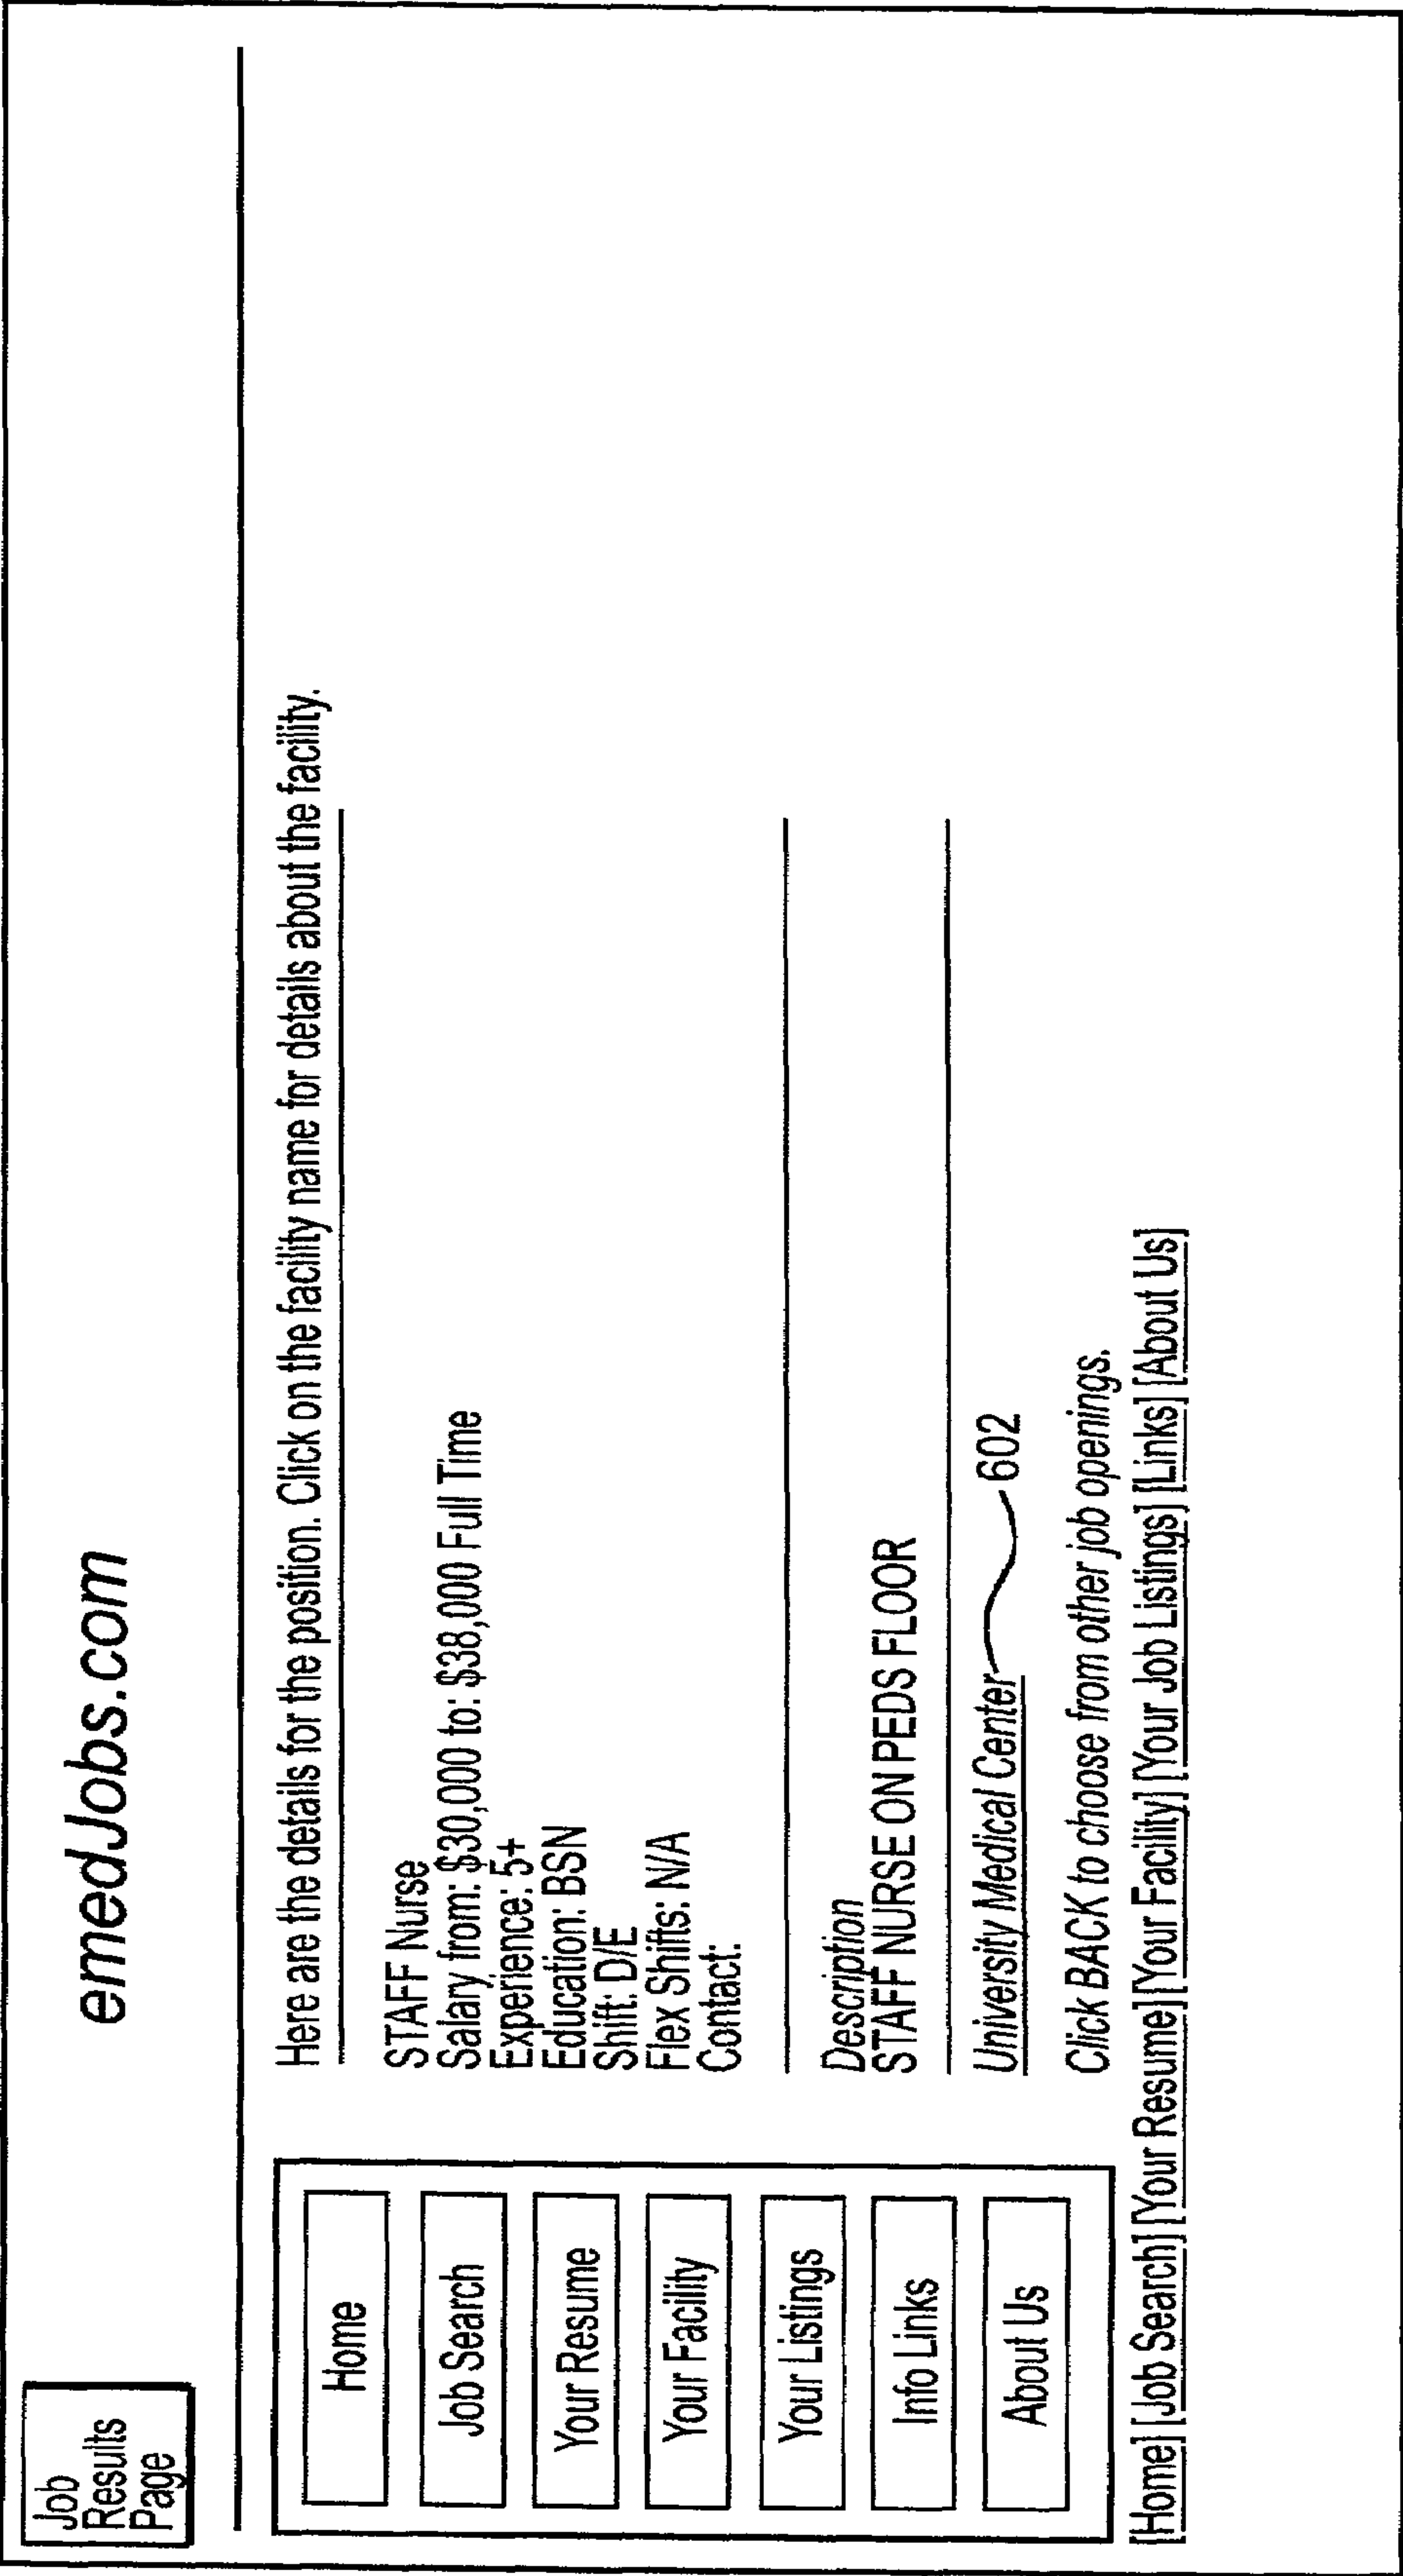 Job
Results
Page
emedJobs.com
Here are the details for the position. Click on the facility name for details about the facility.
Home
Job Search
Your Resume
Your Facility
Your Listings
Info Links
About Us
STAFF Nurse
Salary from: $30,000 to: $38,000 Full Time
Experience: 5+
Education: BSN
Shift: D/E
Flex Shifts: N/A
Contact:
Description
STAFF NURSE ON PEDS FLOOR
University Medical Center 602
Click BACK to choose from other job openings.
[Home] [Job Search] [Your Resume] [Your Facility] [Your Job Listings] [Links] [About Us]